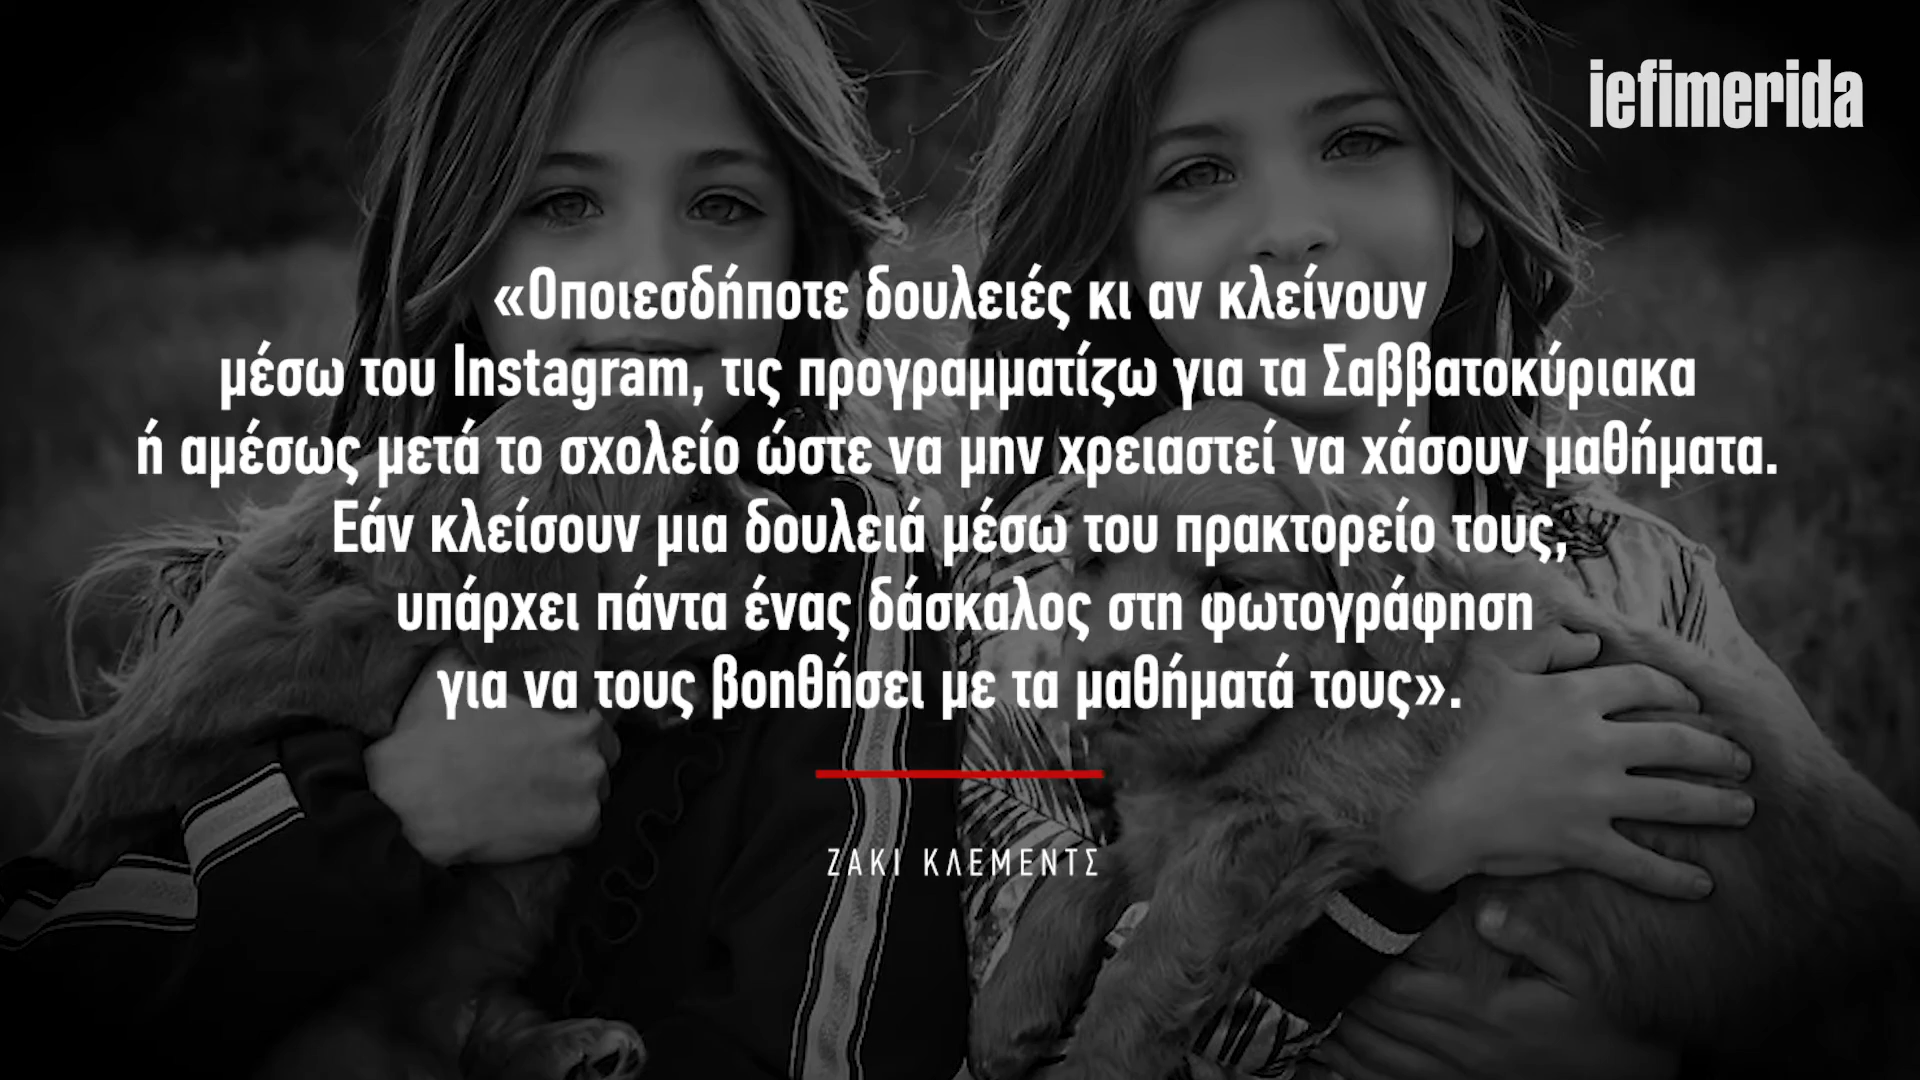 iefimerida
«Οποιεσδήποτε δουλειές κι αν κλείνουν
μέσω του Instagram, τις προγραμματίζω για τα Σαββατοκύριακα
ή αμέσως μετά το σχολείο ώστε να μην χρειαστεί να χάσουν μαθήματα.
Εάν κλείσουν μια δουλειά μέσω του πρακτορείο τους,
υπάρχει πάντα ένας δάσκαλος στη φωτογράφηση
για να τους βοηθήσει με τα μαθήματά τους».
ΖΑΚΙ ΚΛΕΜΕΝΤΣ